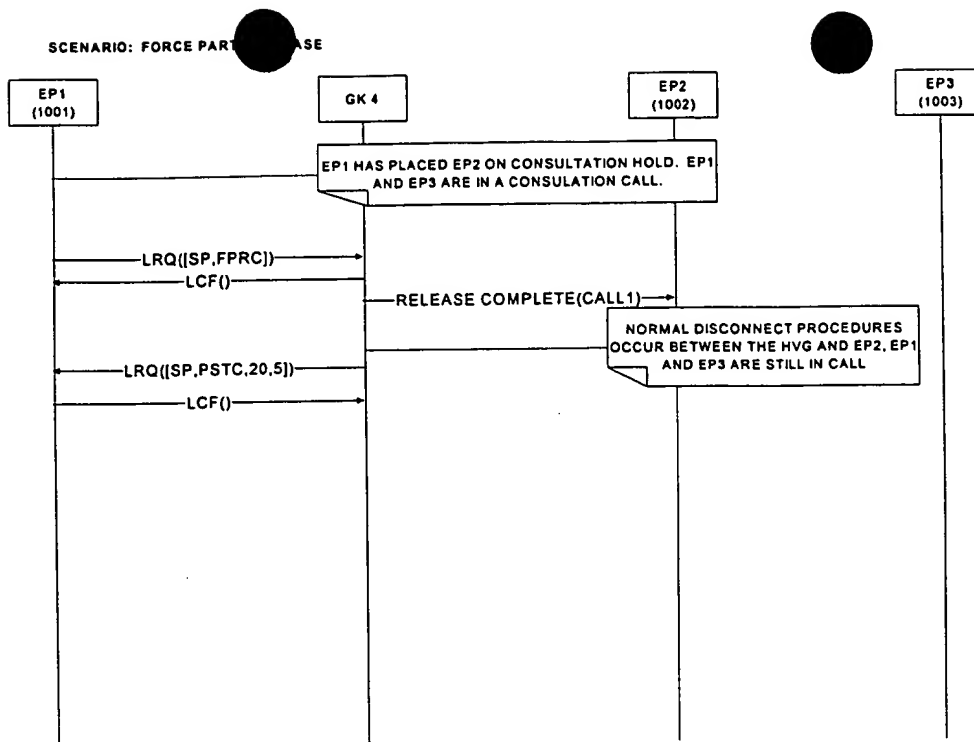 SCENARIO: FORCE PART ASE
EP1
(1001)
GK 4
EP2
(1002)
EP3
(1003)
EP1 HAS PLACED EP2 ON CONSULTATION HOLD. EP1
AND EP3 ARE IN A CONSULATION CALL.
LRQ([SP,FPRC])
LCF()
RELEASE COMPLETE(CALL1)
NORMAL DISCONNECT PROCEDURES
OCCUR BETWEEN THE HVG AND EP2, EP1
AND EP3 ARE STILL IN CALL
LRQ([SP,PSTC,20,5])
LCF()